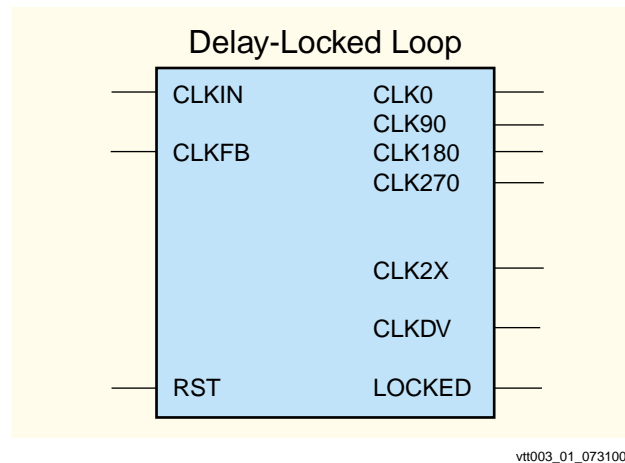 Delay-Locked Loop
CLKIN CLK0
CLK90
CLKFB CLK180
CLK270
CLK2X
CLKDV
RST LOCKED
vtt003_01_073100